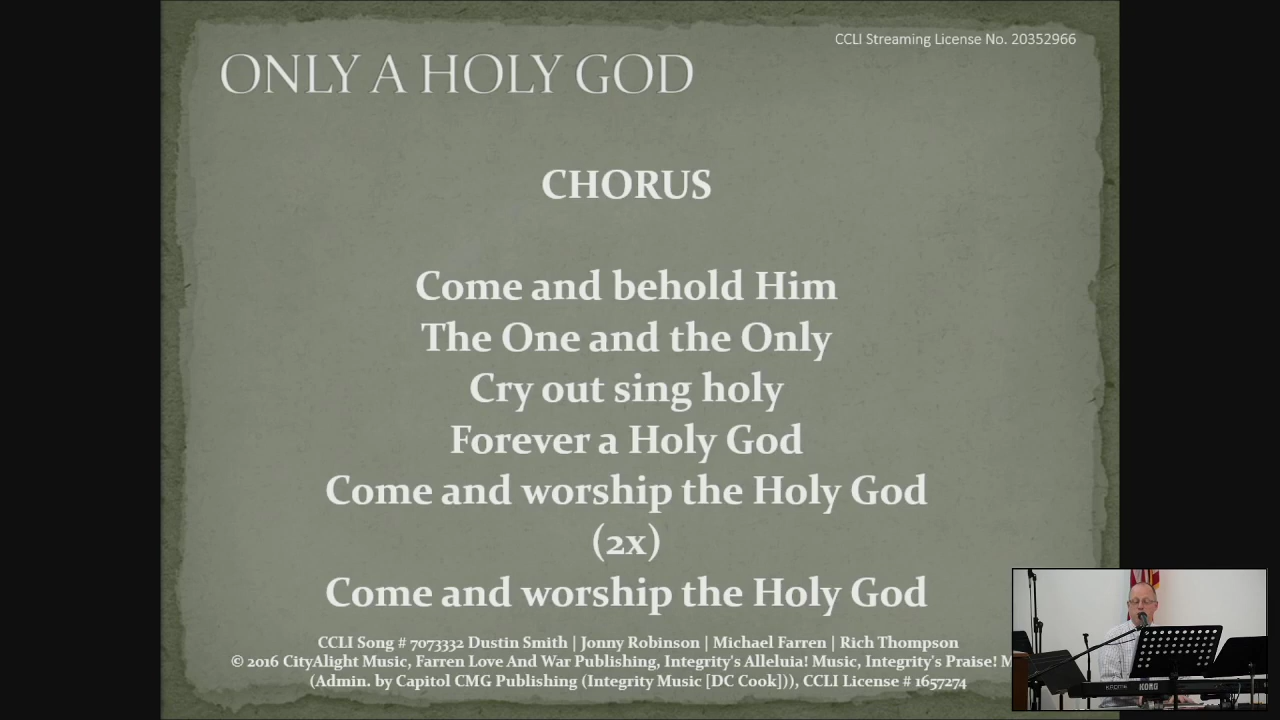 CCLI Streaming License No. 20352966
ONLY A HOLY GOD
CHORUS
Come and behold Him
The One and the Only
Cry out sing holy
Forever a Holy God
Come and worship the Holy God
(2x)
Come and worship the Holy God
CCLI Song # 7073332 Dustin Smith | Jonny Robinson | Michael Farren | Rich Thompson
© 2016 CityAlight Music, Farren Love And War Publishing, Integrity's Alleluia! Music, Integrity's Praise! M
(Admin. by Capitol CMG Publishing (Integrity Music [DC Cook])), CCLI License # 1657274
KROME KORG